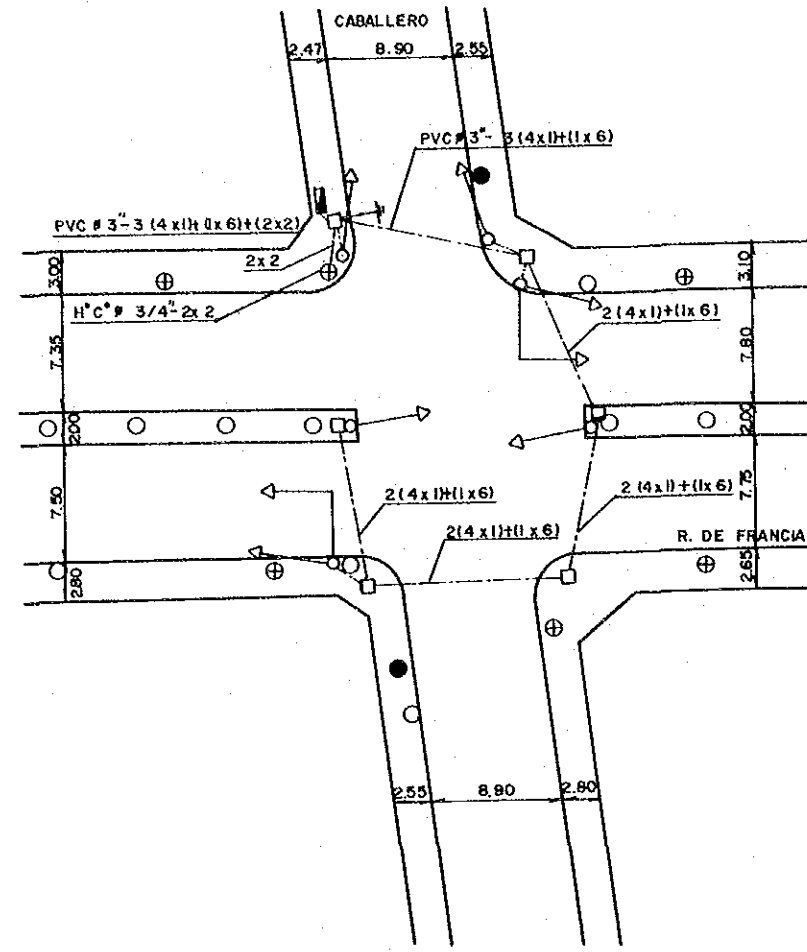 CABALLERO
2.47 8.90 2.55
PVC ø 3"- 3 (4x1)+(1x6)
PVC ø 3"-3 (4x1)+(1x6)+(2x2)
2x2
3.00
3.10
H°C° ø 3/4"-2x2
2(4x1)+(1x6)
7.35
7.80
2.00
2.00
2(4x1)+(1x6)
2(4x1)+(1x6)
7.50
7.75
2(4x1)+(1x6)
R. DE FRANCIA
2.80
2.65
2.55 8.90 2.80